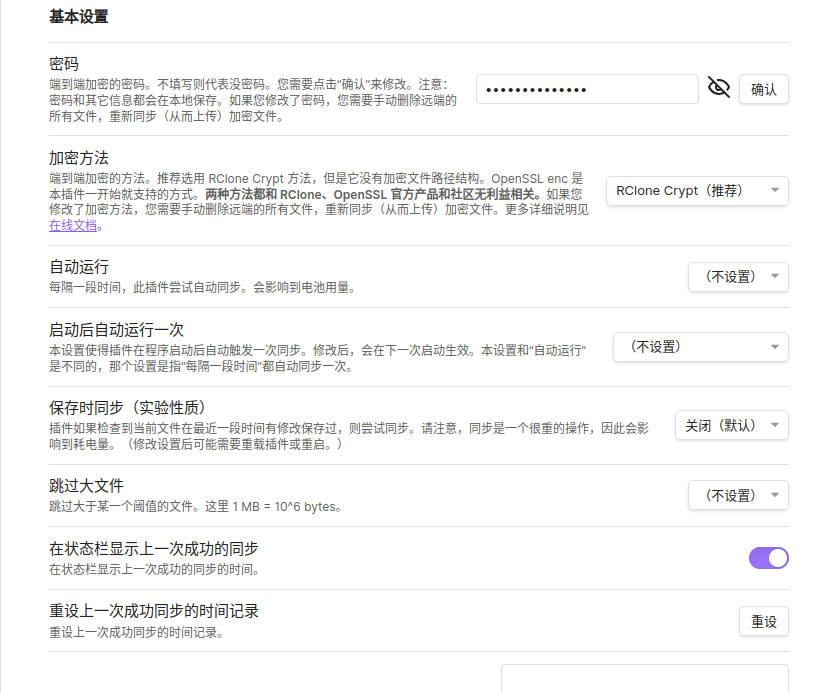 基本设置
密码
端到端加密的密码。不填写则代表没密码。您需要点击“确认”来修改。注意：
密码和其它信息都会在本地保存。如果您修改了密码，您需要手动删除远端的
所有文件，重新同步（从而上传）加密文件。
••••••••••••••
确认
加密方法
端到端加密的方法。推荐选用 RClone Crypt 方法，但是它没有加密文件路径结构。OpenSSL enc 是
本插件一开始就支持的方式。两种方法都和 RClone、OpenSSL 官方产品和社区无利益相关。如果您
修改了加密方法，您需要手动删除远端的所有文件，重新同步（从而上传）加密文件。更多详细说明见
在线文档。
RClone Crypt（推荐）
自动运行
每隔一段时间，此插件尝试自动同步。会影响到电池用量。
（不设置）
启动后自动运行一次
本设置使得插件在程序启动后自动触发一次同步。修改后，会在下一次启动生效。本设置和“自动运行”
是不同的，那个设置是指“每隔一段时间”都自动同步一次。
（不设置）
保存时同步（实验性质）
插件如果检查到当前文件在最近一段时间有修改保存过，则尝试同步。请注意，同步是一个很重的操作，因此会影
响到耗电量。（修改设置后可能需要重载插件或重启。）
关闭（默认）
跳过大文件
跳过大于某一个阈值的文件。这里 1 MB = 10^6 bytes。
（不设置）
在状态栏显示上一次成功的同步
在状态栏显示上一次成功的同步的时间。
重设上一次成功同步的时间记录
重设上一次成功同步的时间记录。
重设